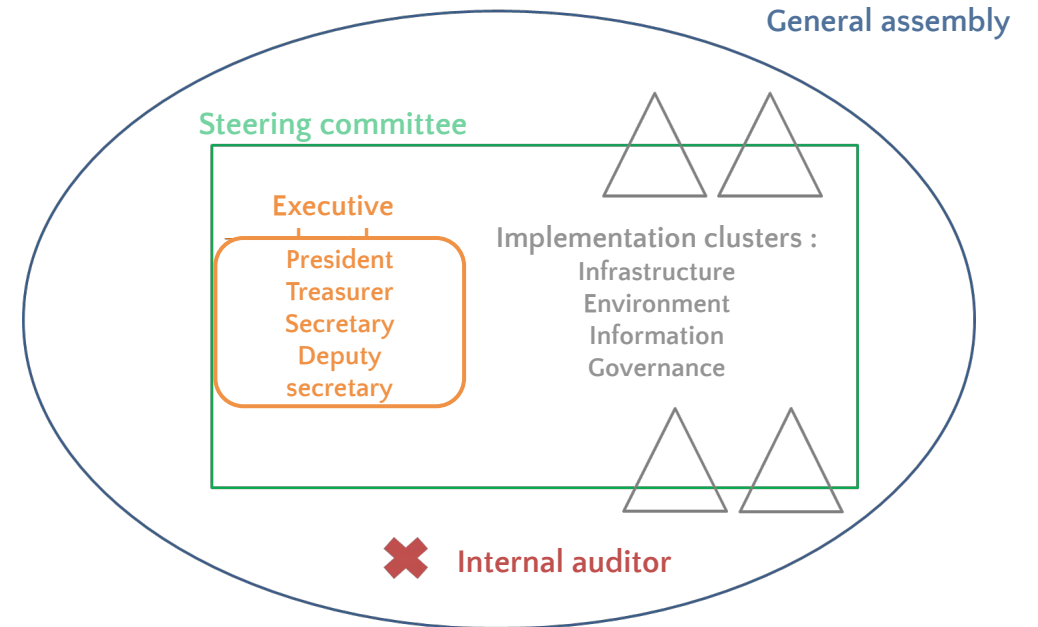 General assembly
Steering committee
Executive
President
Treasurer
Secretary
Deputy
secretary
Implementation clusters :
Infrastructure
Environment
Information
Governance
Internal auditor